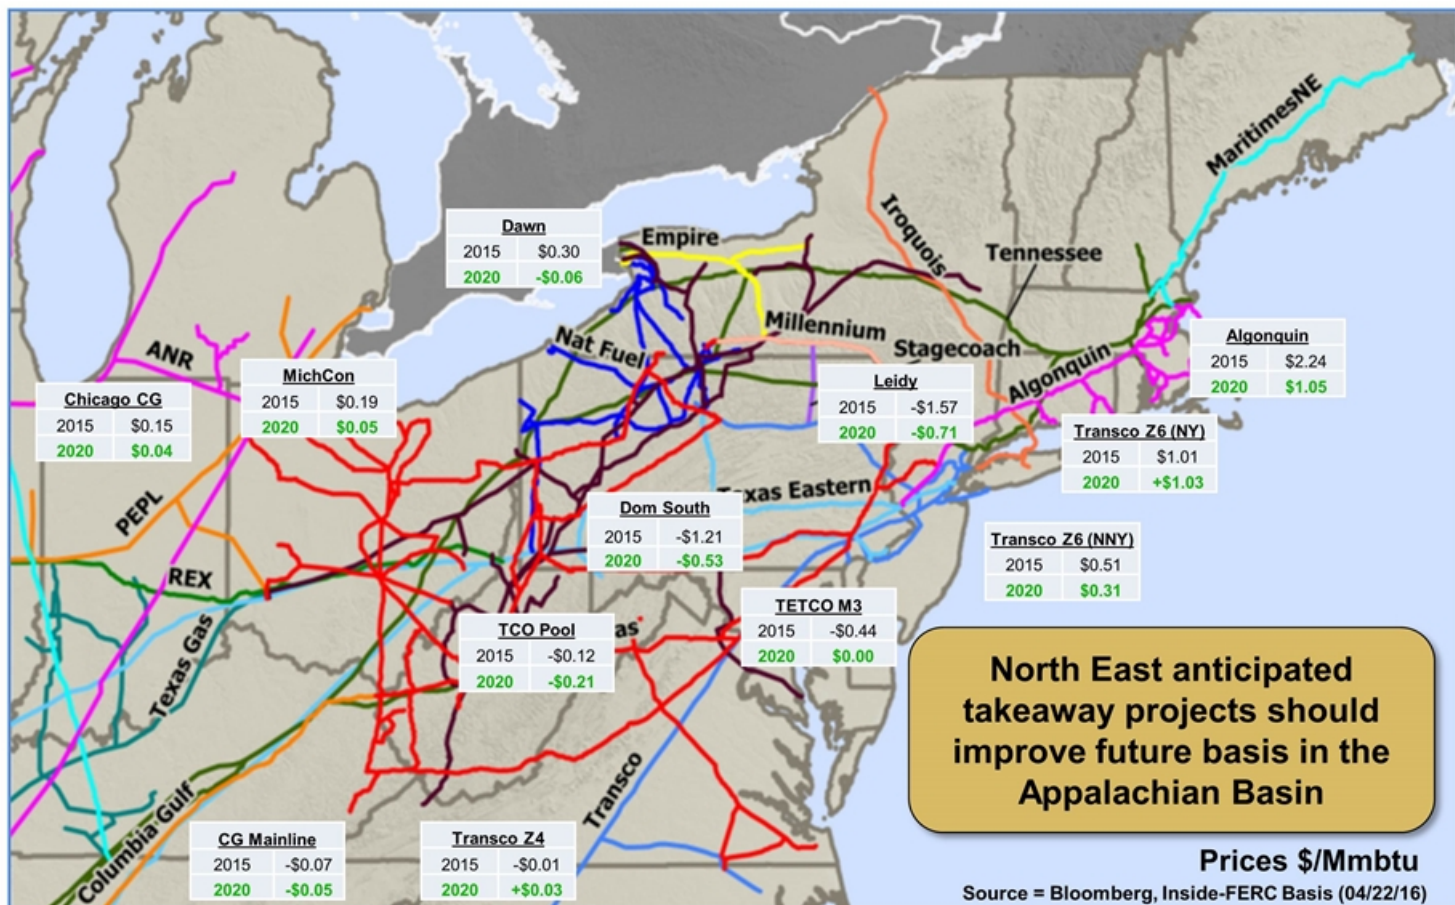 MaritimesNE
Dawn
2015 $0.30
2020 -$0.06
Empire
Iroquois
Tennessee
ANR
Nat Fuel
Millennium
Stagecoach
Algonquin
Algonquin
2015 $2.24
2020 $1.05
MichCon
2015 $0.19
2020 $0.05
Leidy
2015 -$1.57
2020 -$0.71
Chicago CG
2015 $0.15
2020 $0.04
Transco Z6 (NY)
2015 $1.01
2020 +$1.03
PEPL
Texas Eastern
Dom South
2015 -$1.21
2020 -$0.53
Transco Z6 (NNY)
2015 $0.51
2020 $0.31
REX
Texas Gas
TETCO M3
2015 -$0.44
2020 $0.00
TCO Pool
2015 -$0.12
2020 -$0.21
as
North East anticipated
takeaway projects should
improve future basis in the
Appalachian Basin
Transco
Columbia Gulf
CG Mainline
2015 -$0.07
2020 -$0.05
Transco Z4
2015 -$0.01
2020 +$0.03
Prices $/Mmbtu
Source = Bloomberg, Inside-FERC Basis (04/22/16)